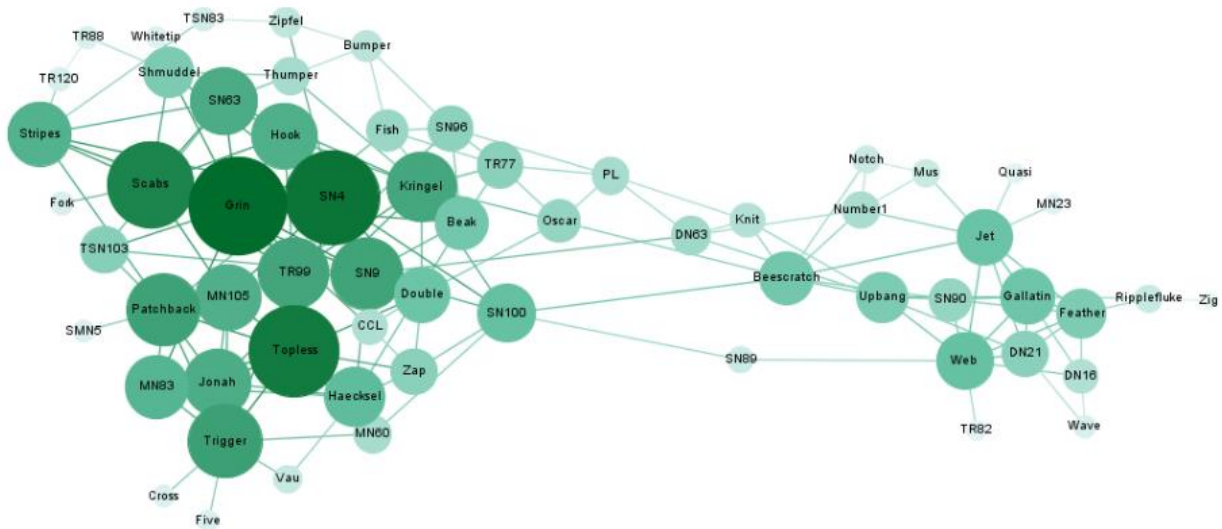 TSN83
Zipfel
TR88
Whitetip
Bumper
TR120
Shmuddel
Thumper
SN63
Stripes
Hook
Fish
SN96
Notch
Quasi
TR77
Mus
Scabs
Grin
SN4
Kringel
PL
MN23
Fork
Number1
Beak
Oscar
Knit
TSN103
DN63
Jet
TR99
SN9
Beescratch
MN105
Double
Upbang
SN90
Gallatin
Ripplefluke
Zig
Patchback
SN100
Feather
CCL
SMN5
Topless
DN21
SN89
Web
Zap
DN16
MN83
Jonah
Haecksel
Wave
TR82
Trigger
MN60
Vau
Cross
Five